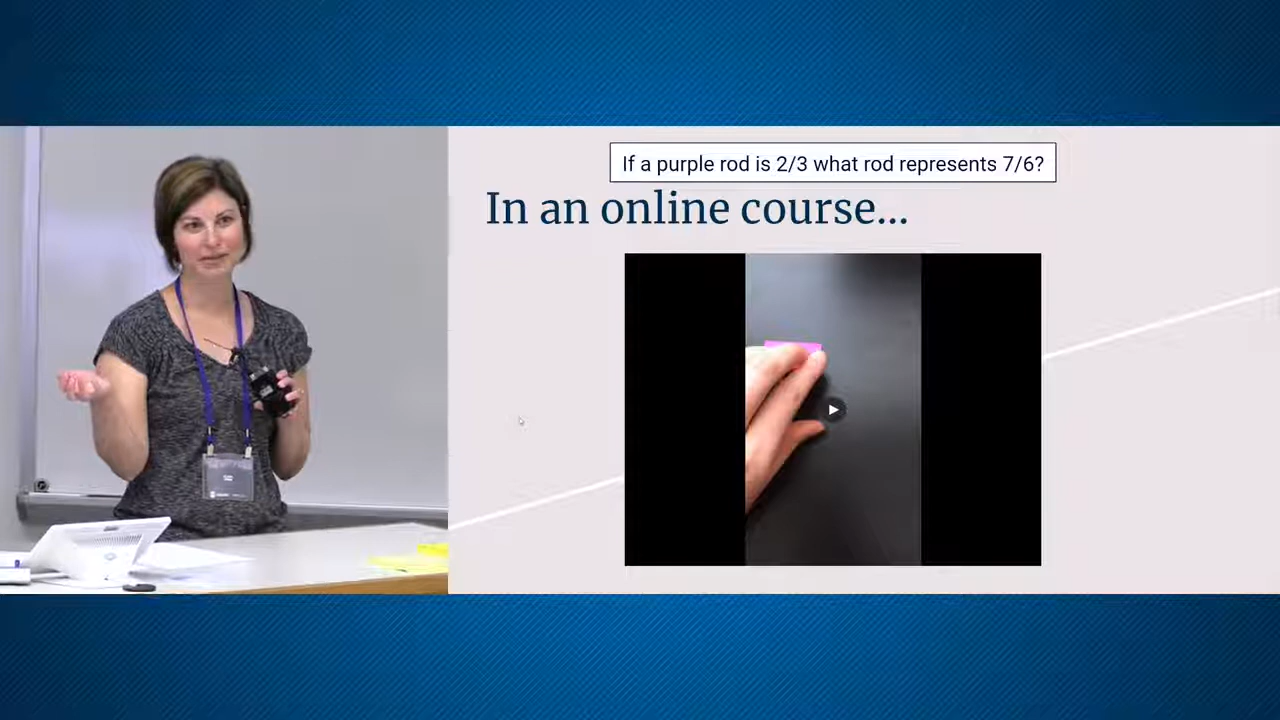 If a purple rod is 2/3 what rod represents 7/6?
In an online course...